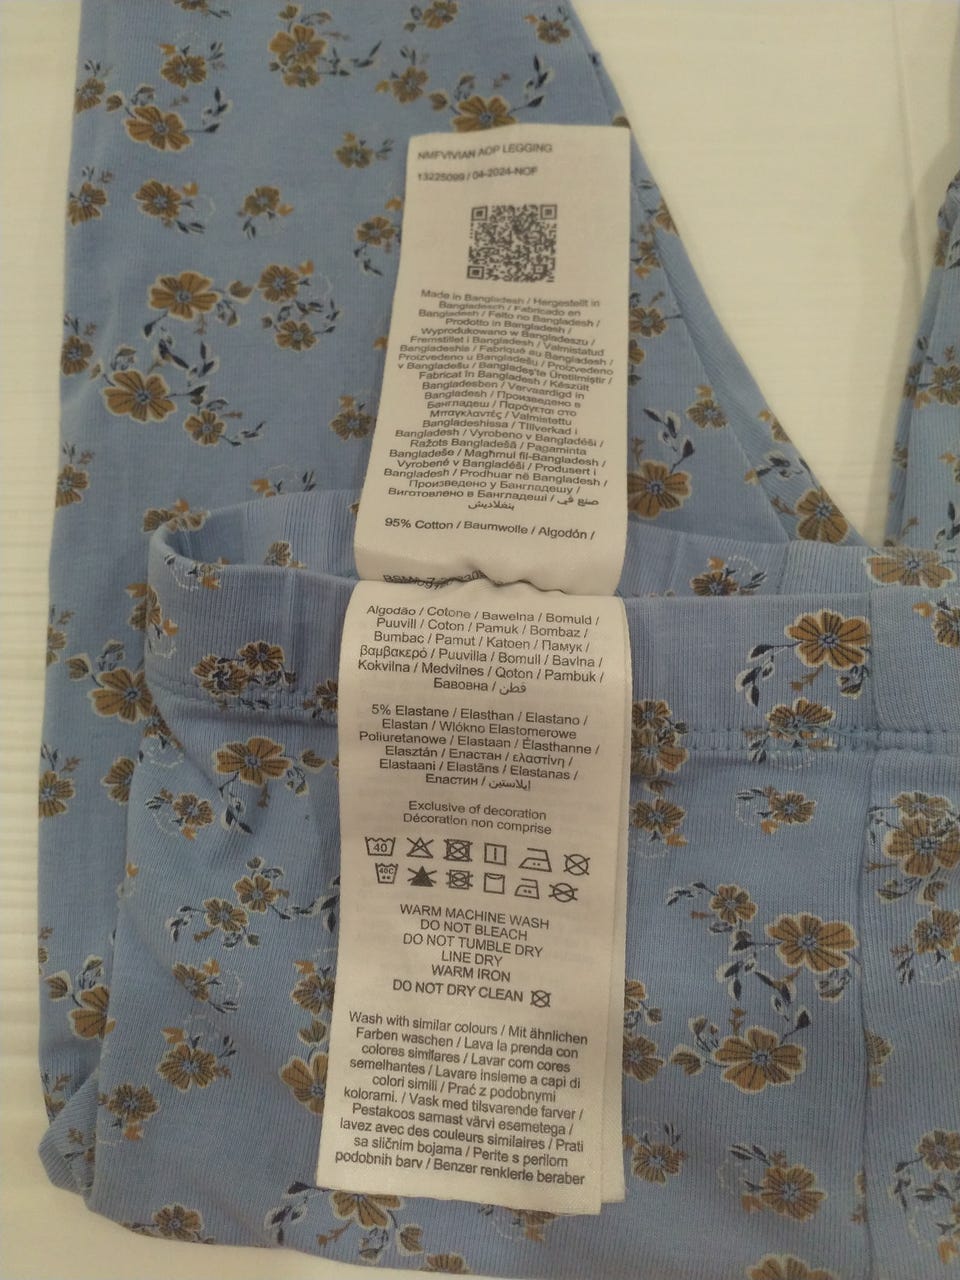 NMFVIVIAN AOP LEGGING
13225099 / 04-2024-NOF
Made in Bangladesh / Hergestellt in
Bangladesch / Fabricado en
Bangladesh / Feito no Bangladesh /
Prodotto in Bangladesh /
Wyprodukowano w Bangladeszu /
Fremstillet i Bangladesh / Valmistatud
Bangladeshis / Fabriqué au Bangladesh /
Proizvedeno u Bangladešu / Proizvedeno
v Bangladešu / Bangladeş'te Üretilmiştir /
Fabricat în Bangladesh / Készült
Bangladesben / Vervaardigd in
Bangladesh / Произведено в
Бангладеш / Παράγεται στο
Μπαγκλαντές / Valmistettu
Bangladeshissa / Tillverkad i
Bangladesh / Vyrobeno v Bangladéši /
Ražots Bangladešā / Pagaminta
Bangladeše / Magħmul fil-Bangladesh /
Vyrobené v Bangladéši / Produsert i
Bangladesh / Prodhuar në Bangladesh /
Произведено у Бангладешу /
Виготовлено в Бангладеші / صنع في
بنغلاديش
95% Cotton / Baumwolle / Algodón /
Algodão / Cotone / Bawełna / Bomuld /
Puuvill / Coton / Pamuk / Bombaz /
Bumbac / Pamut / Katoen / Памук /
βαμβακερό / Puuvilla / Bomull / Bavlna /
Kokvilna / Medvilnės / Qoton / Pambuk /
Бавовна / قطن
5% Elastane / Elasthan / Elastano /
Elastan / Włókno Elastomerowe
Poliuretanowe / Elastaan / Élasthanne /
Elasztán / Еластан / ελαστίνη /
Elastaani / Elastāns / Elastanas /
Еластин / إيلاستين
Exclusive of decoration
Décoration non comprise
40
40C
WARM MACHINE WASH
DO NOT BLEACH
DO NOT TUMBLE DRY
LINE DRY
WARM IRON
DO NOT DRY CLEAN
Wash with similar colours / Mit ähnlichen
Farben waschen / Lava la prenda con
colores similares / Lavar com cores
semelhantes / Lavare insieme a capi di
colori simili / Prać z podobnymi
kolorami. / Vask med tilsvarende farver /
Pestakoos samast värvi esemetega /
lavez avec des couleurs similaires / Prati
sa sličnim bojama / Perite s perilom
podobnih barv / Benzer renklerle beraber